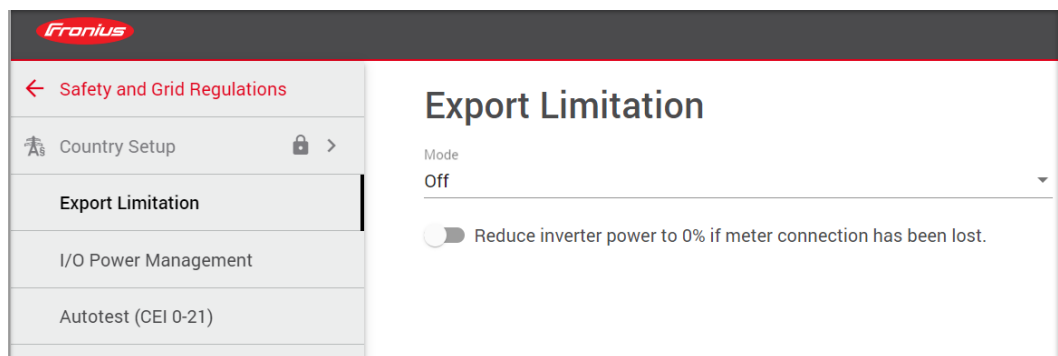 Fronius
Safety and Grid Regulations
Country Setup
Export Limitation
I/O Power Management
Autotest (CEI 0-21)
Export Limitation
Mode
Off
Reduce inverter power to 0% if meter connection has been lost.